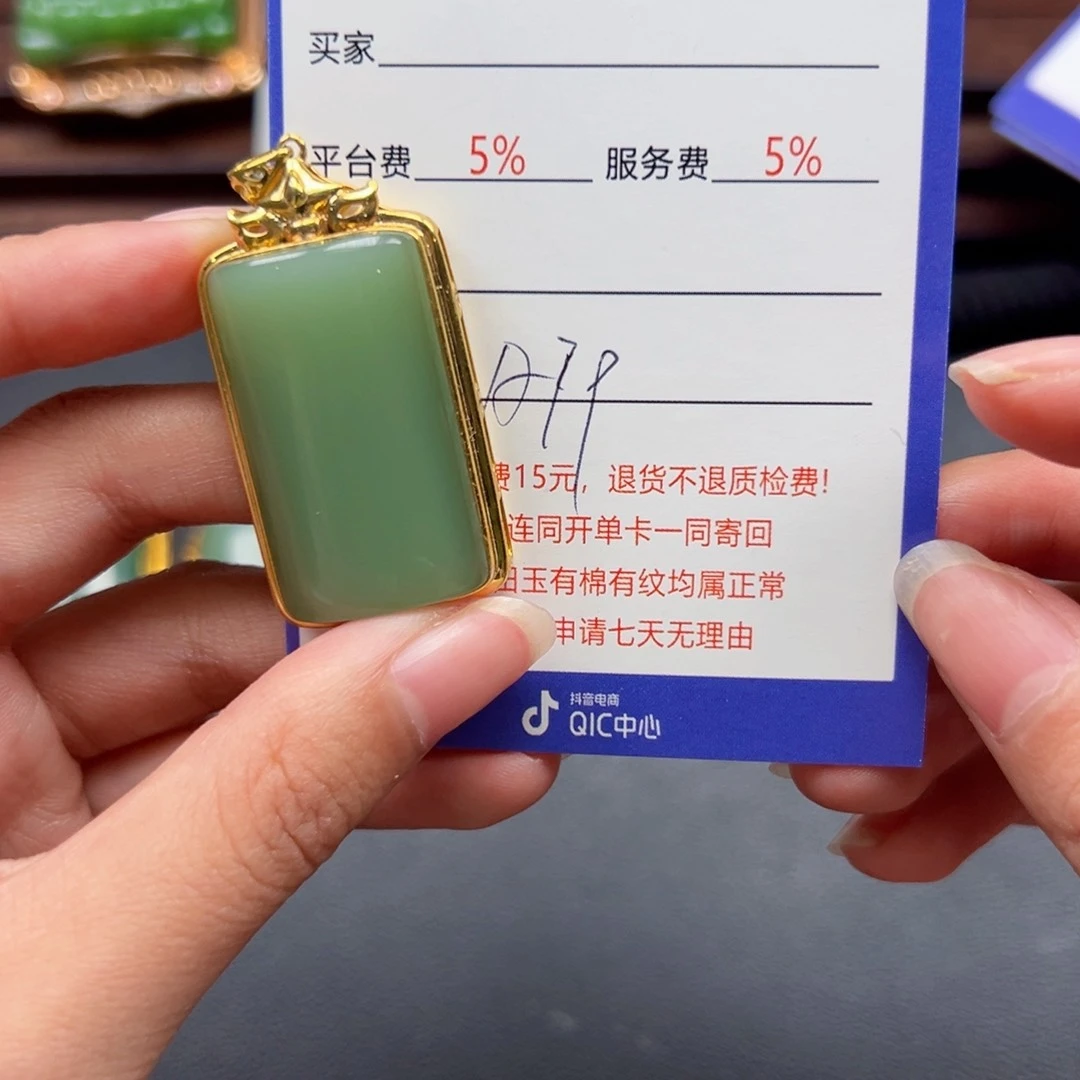 买家
平台费 5% 服务费 5%
费15元，退货不退质检费!
连同开单卡一同寄回
田玉有棉有纹均属正常
申请七天无理由
抖音电商
QIC中心